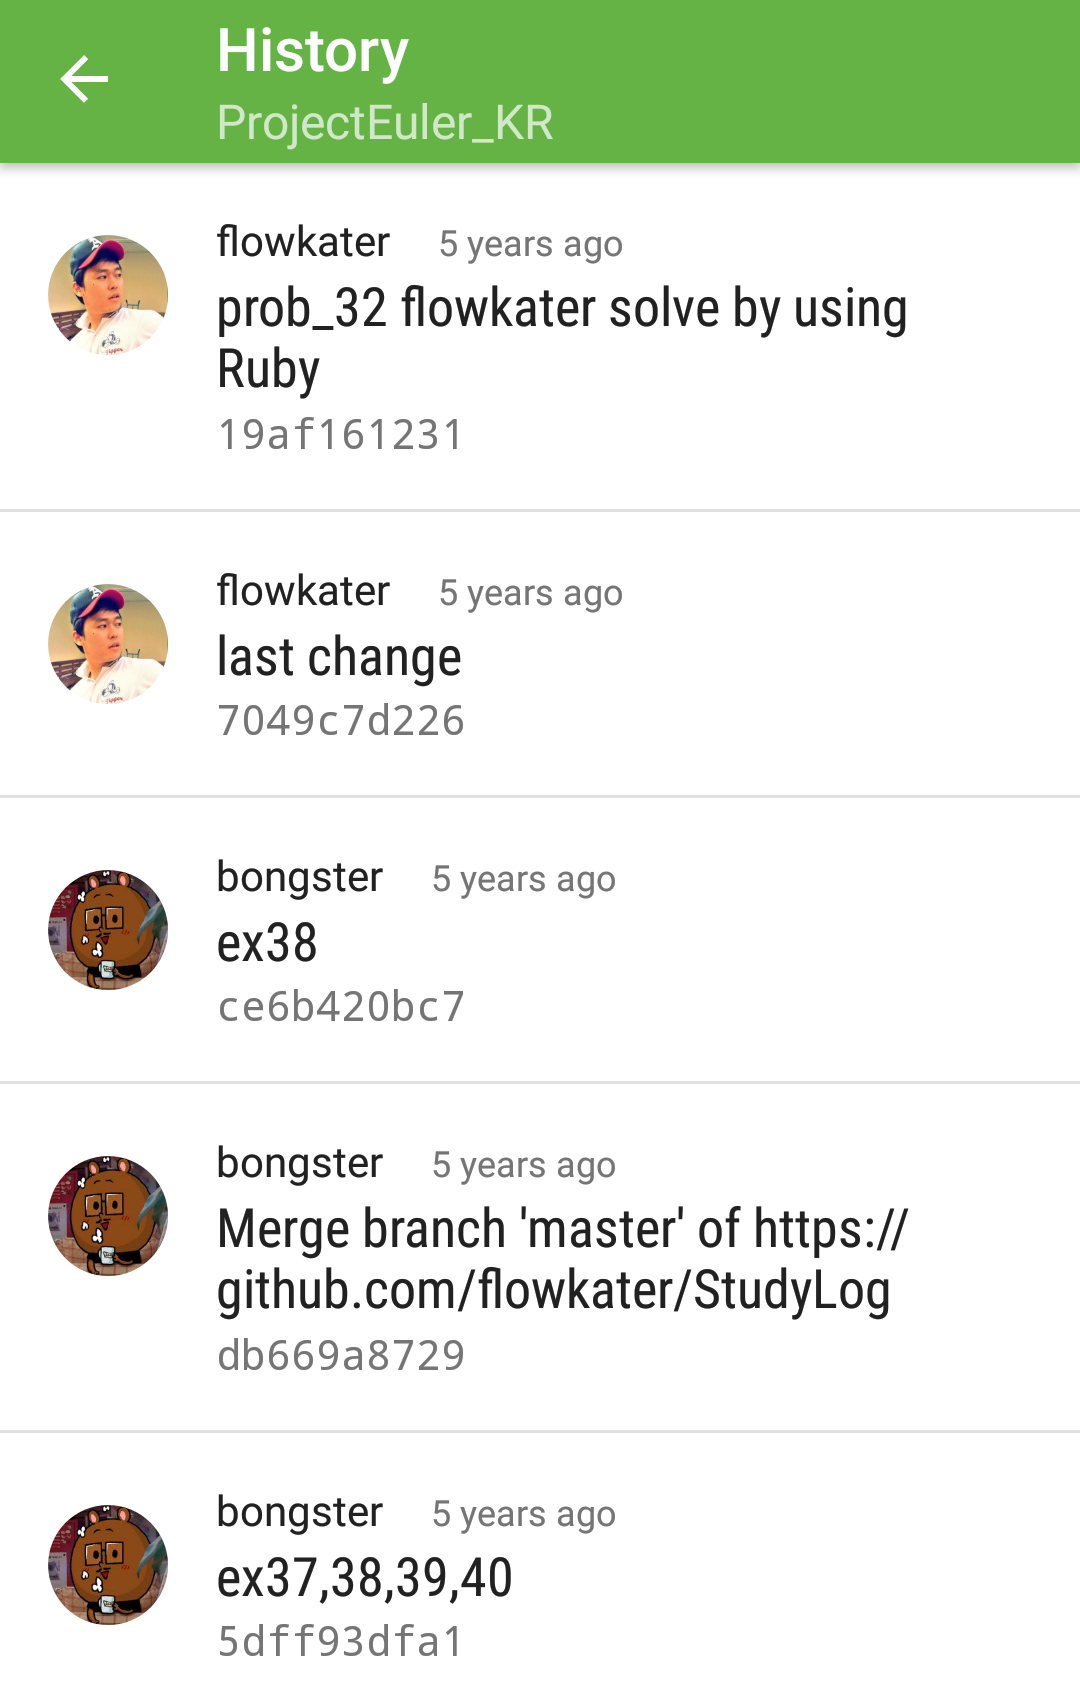 History
ProjectEuler_KR
flowkater 5 years ago
prob_32 flowkater solve by using
Ruby
19af161231
flowkater 5 years ago
last change
7049c7d226
bongster 5 years ago
ex38
ce6b420bc7
bongster 5 years ago
Merge branch 'master' of https://
github.com/flowkater/StudyLog
db669a8729
bongster 5 years ago
ex37,38,39,40
5dff93dfa1